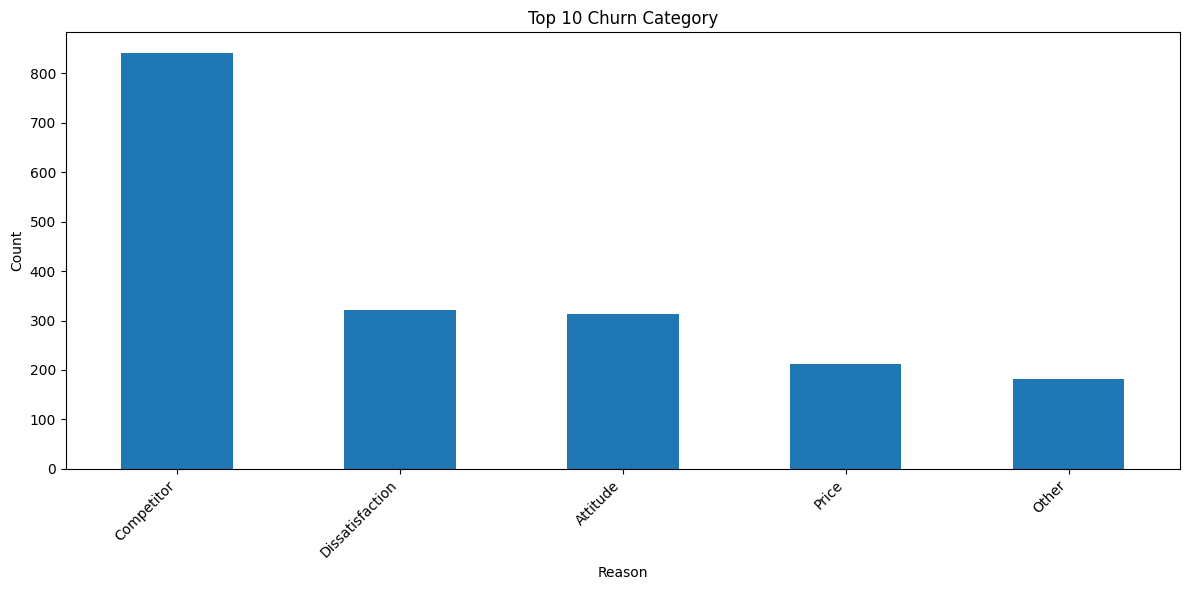 Top 10 Churn Category
Count
800
700
600
500
400
300
200
100
0
Competitor
Dissatisfaction
Attitude
Price
Other
Reason